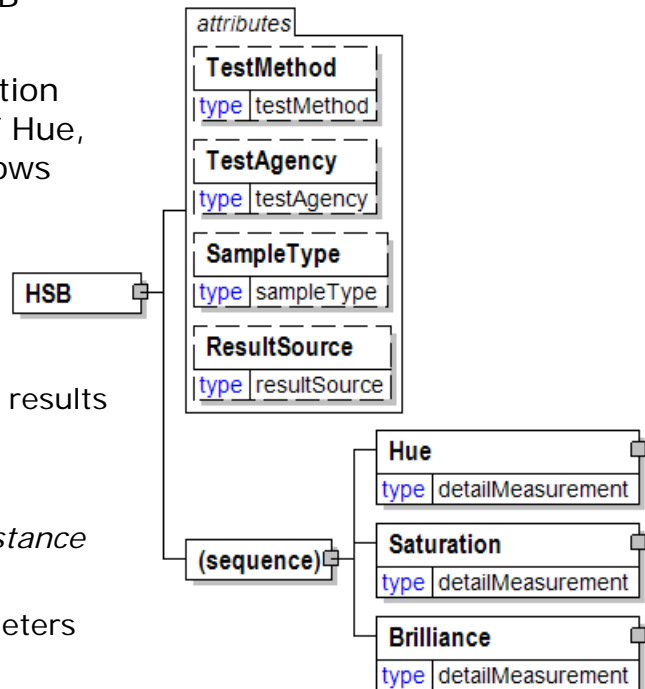 B
tion
Hue,
ows
results
stance
eters
HSB
attributes
TestMethod
type testMethod
TestAgency
type testAgency
SampleType
type sampleType
ResultSource
type resultSource
(sequence)
Hue
type detailMeasurement
Saturation
type detailMeasurement
Brilliance
type detailMeasurement